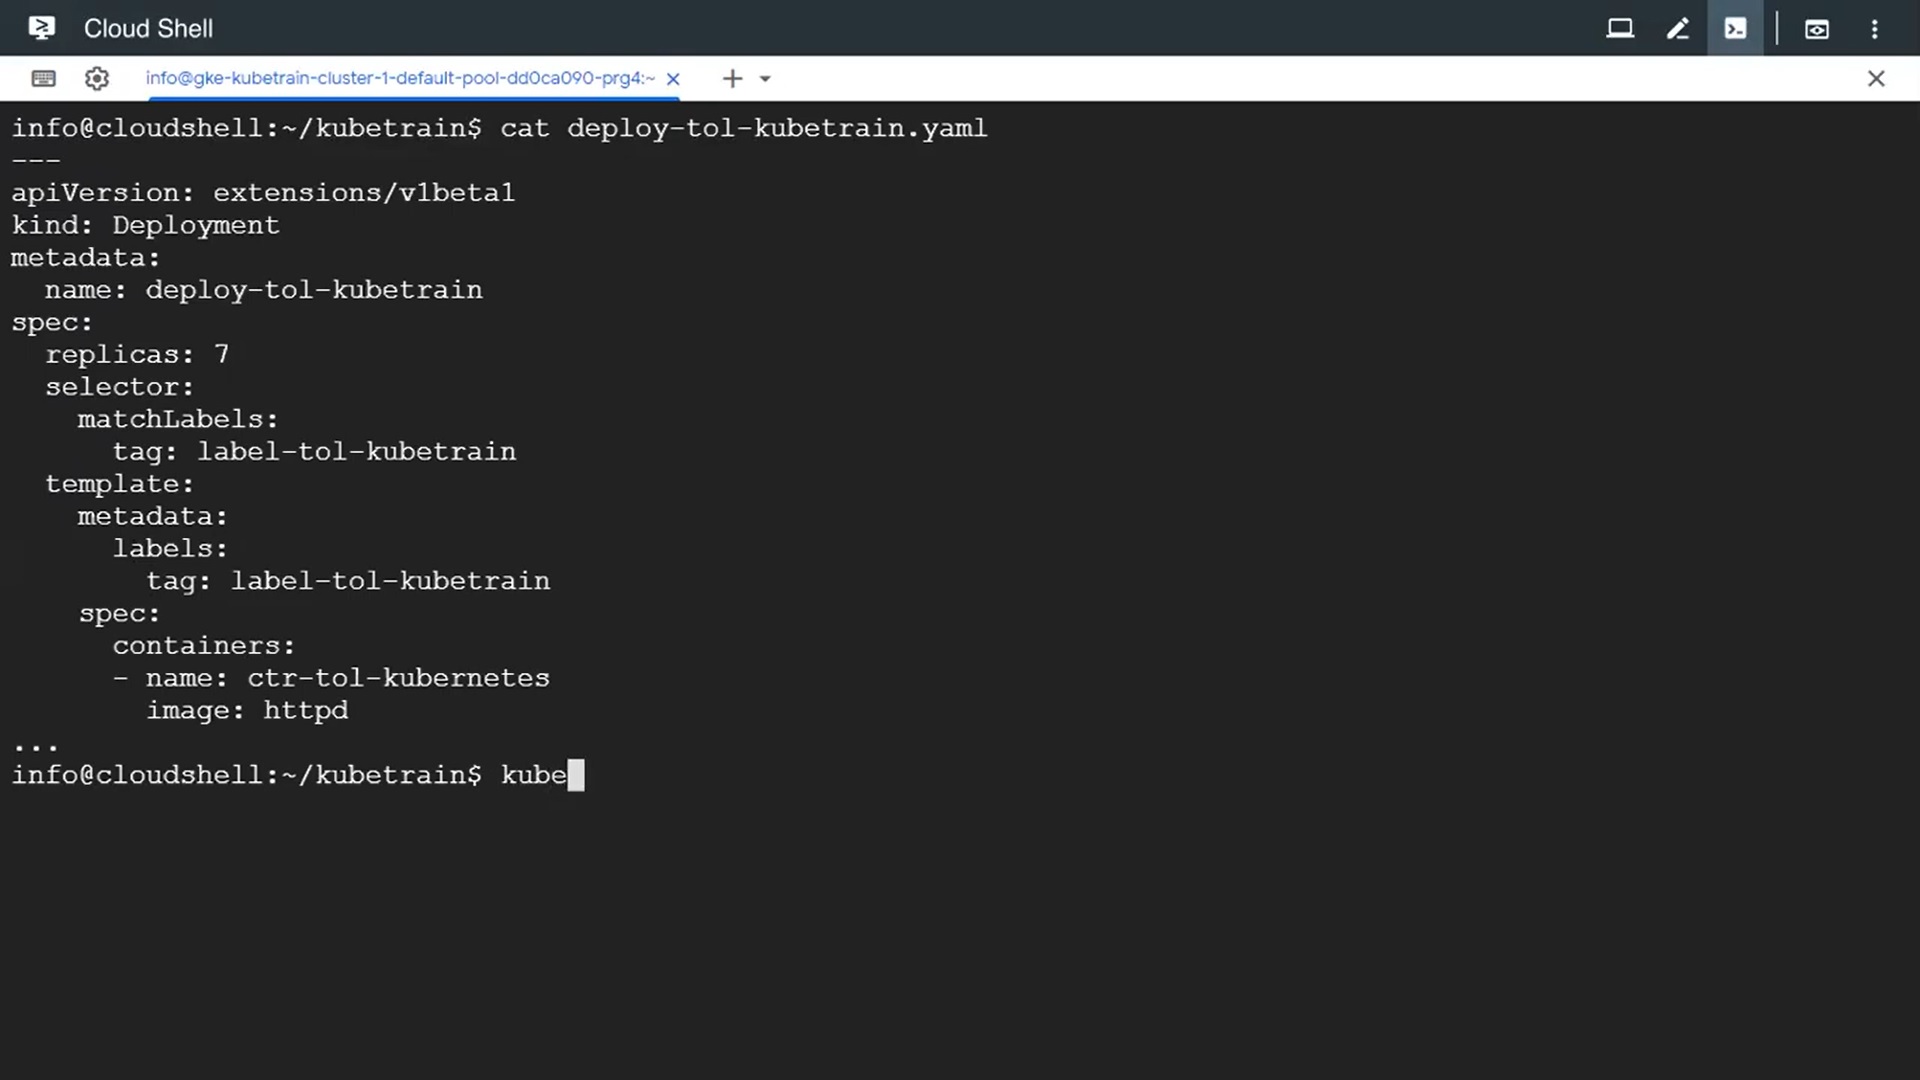 Cloud Shell
info@gke-kubetrain-cluster-1-default-pool-dd0ca090-prg4:~
info@cloudshell:~/kubetrain$ cat deploy-tol-kubetrain.yaml
---
apiVersion: extensions/v1beta1
kind: Deployment
metadata:
  name: deploy-tol-kubetrain
spec:
  replicas: 7
  selector:
    matchLabels:
      tag: label-tol-kubetrain
  template:
    metadata:
      labels:
        tag: label-tol-kubetrain
    spec:
      containers:
      - name: ctr-tol-kubernetes
        image: httpd
...
info@cloudshell:~/kubetrain$ kube